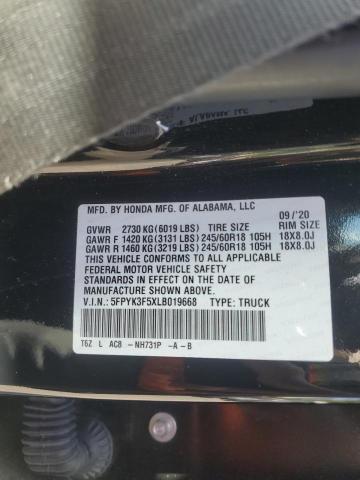 MFD. BY HONDA MFG. OF ALABAMA, LLC 09/'20
GVWR 2730 KG(6019 LBS) TIRE SIZE RIM SIZE
GAWR F 1420 KG(3131 LBS) 245/60R18 105H 18X8.0J
GAWR R 1460 KG(3219 LBS) 245/60R18 105H 18X8.0J
THIS VEHICLE CONFORMS TO ALL APPLICABLE
FEDERAL MOTOR VEHICLE SAFETY
STANDARDS IN EFFECT ON THE DATE OF
MANUFACTURE SHOWN ABOVE.
V.I.N.: 5FPYK3F5XLB019668 TYPE: TRUCK
T6Z L AC8 - NH731P -A - B